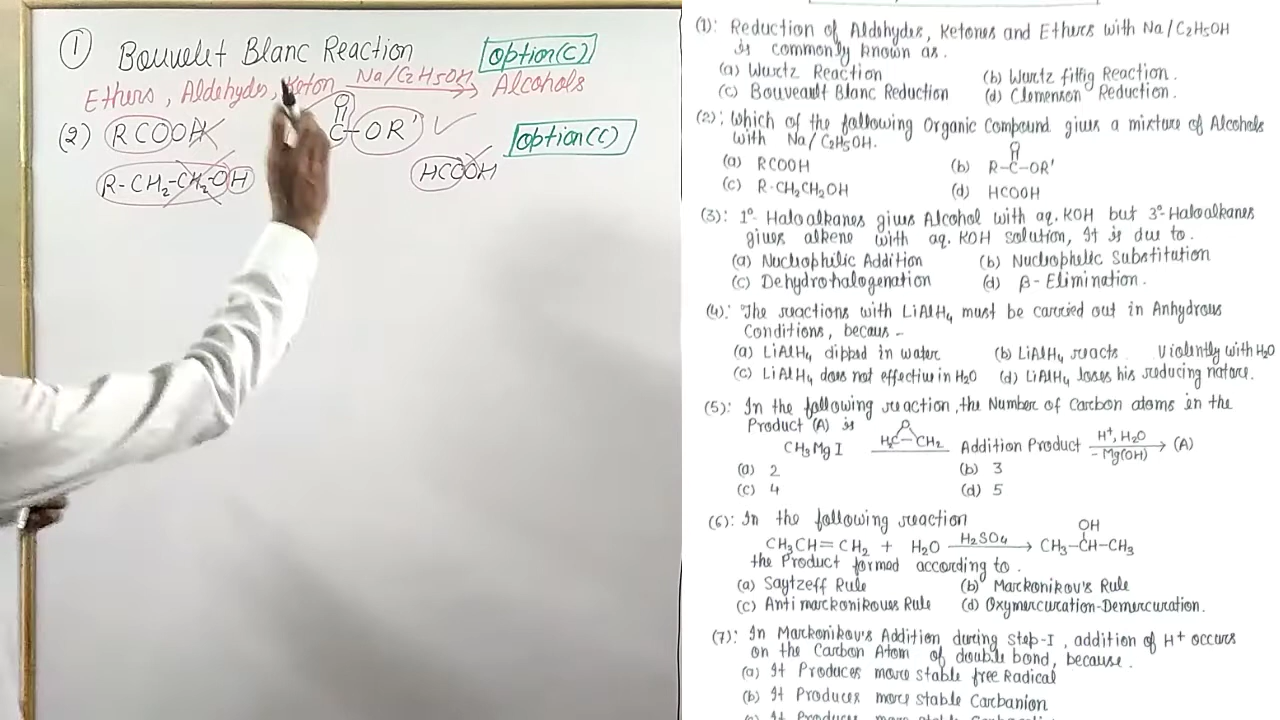 ① Bouvelt Blanc Reaction Option(C)
Ethers, Aldehydes, Keton Na/C2H5OH Alcohols
(2) RCOOH C-OR' Option(C)
O
R-CH2-CH2-OH HCOOH
(1): Reduction of Aldehydes, Ketones and Ethers with Na/C2H5OH
is commonly known as.
(a) Wurtz Reaction (b) Wurtz fittig Reaction.
(c) Bouveault Blanc Reduction (d) Clemenson Reduction.
(2): Which of the following Organic Compound gives a mixture of Alcohols
with Na/C2H5OH.
(a) RCOOH (b) R-C-OR'
O
(c) R-CH2CH2OH (d) HCOOH
(3): 1°-Haloalkanes gives Alcohol with aq. KOH but 3°-Haloalkanes
gives alkene with aq. KOH solution, It is due to.
(a) Nucluophilic Addition (b) Nucluophelic Substitution
(c) Dehydrohalogenation (d) β-Elimination.
(4): The reactions with LiAlH4 must be carried out in Anhydrous
Conditions, becaus -
(a) LiAlH4 dipped in water (b) LiAlH4 reacts Violently with H2O
(c) LiAlH4 does not effective in H2O (d) LiAlH4 loses his reducing nature.
(5): In the following reaction, the Number of Carbon atoms in the
Product (A) is
CH3MgI H2C-CH2 O Addition Product H+, H2O -Mg(OH) (A)
(a) 2 (b) 3
(c) 4 (d) 5
(6): In the following reaction
OH
CH3CH=CH2 + H2O H2SO4 → CH3-CH-CH3
the Product formed according to.
(a) Saytzeff Rule (b) Marckonikov's Rule
(c) Anti marckonikoues Rule (d) Oxymercuration-Demercuration.
(7): In Markonikov's Addition during Step-I, addition of H+ occurs
on the Carbon Atom of double bond, because.
(a) It Produces more stable free Radical
(b) It Produces more stable Carbanion
It Produces more stable